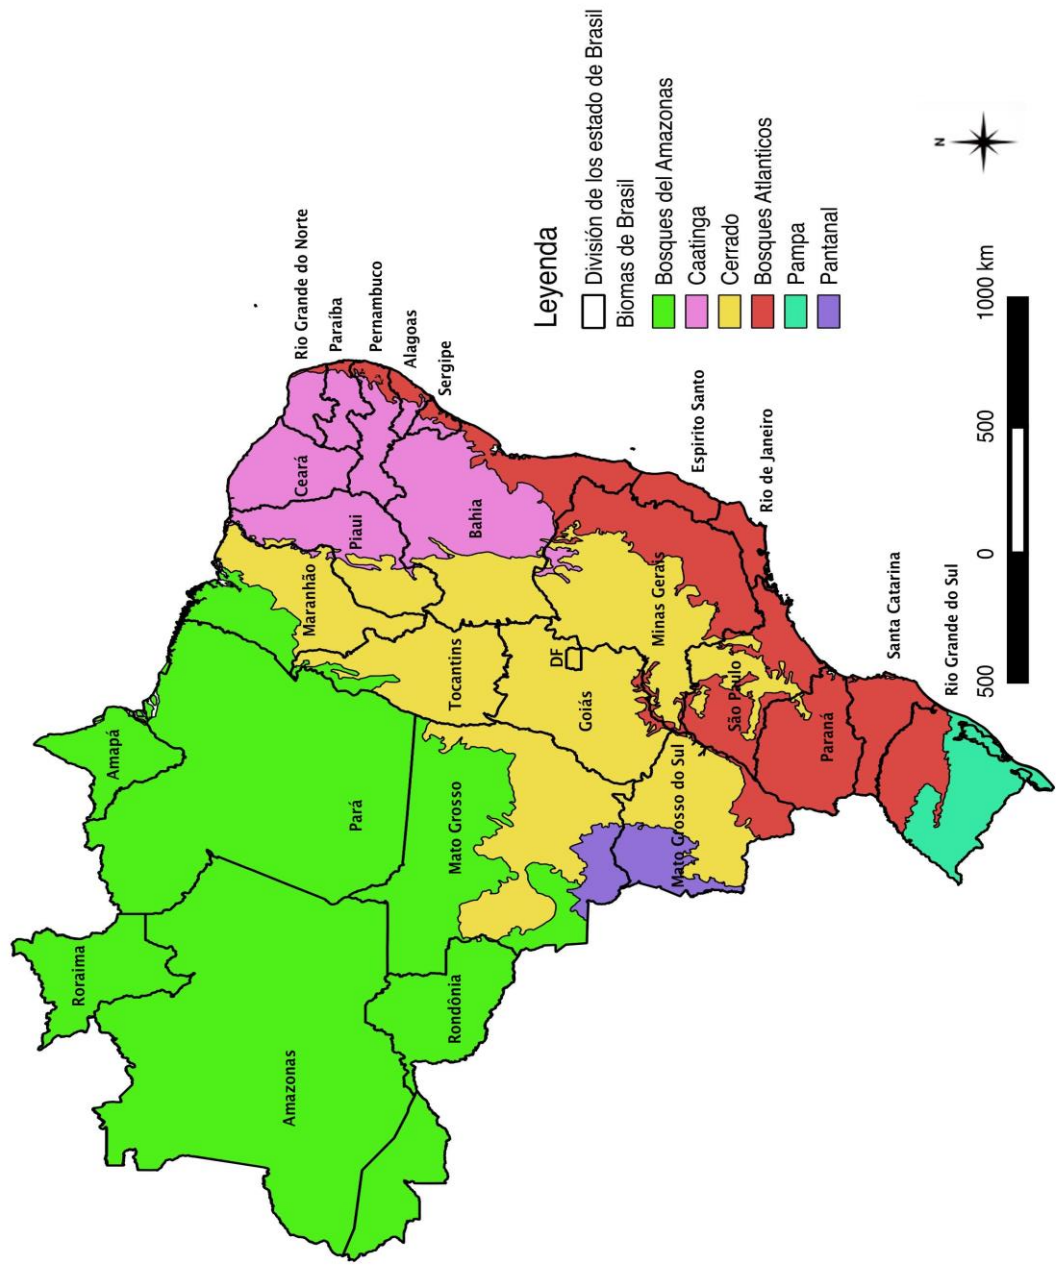 Roraima
Amapá
Amazonas
Pará
Maranhão
Ceará
Rio Grande do Norte
Paraíba
Pernambuco
Alagoas
Sergipe
Piaui
Rondônia
Mato Grosso
Tocantins
Bahia
Goiás
DF
Minas Gerais
Espirito Santo
Mato Grosso do Sul
São Paulo
Rio de Janeiro
Paraná
Santa Catarina
Rio Grande do Sul
Leyenda
División de los estado de Brasil
Biomas de Brasil
Bosques del Amazonas
Caatinga
Cerrado
Bosques Atlanticos
Pampa
Pantanal
500 0 500 1000 km
N